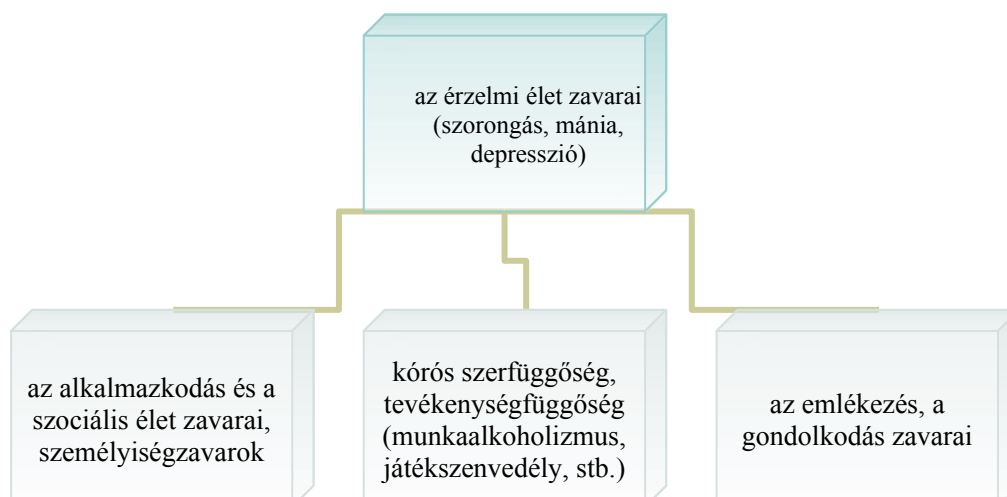 az érzelmi élet zavarai
(szorongás, mánia,
depresszió)
az alkalmazkodás és a
szociális élet zavarai,
személyiségzavarok
kórós szerfüggőség,
tevékenységfüggőség
(munkaalkoholizmus,
játékszenvedély, stb.)
az emlékezés, a
gondolkodás zavarai